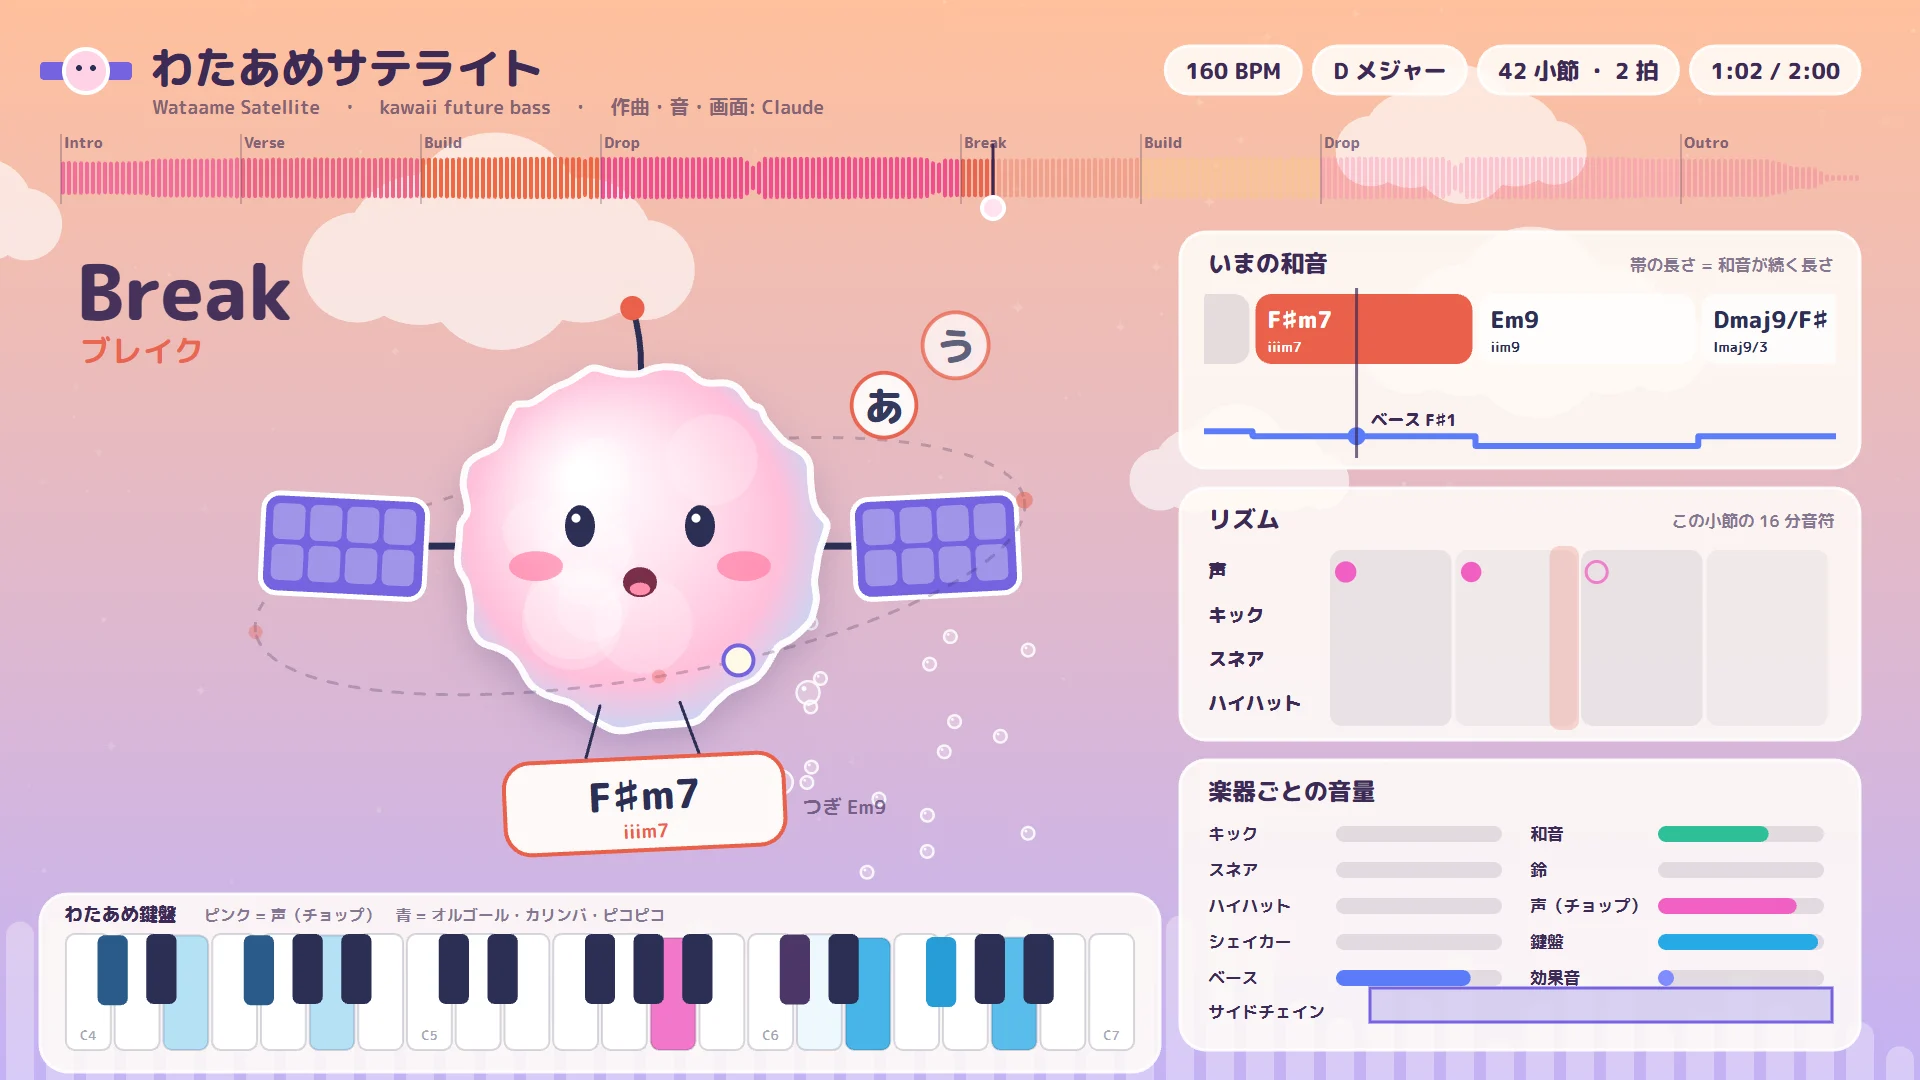 わたあめサテライト
Wataame Satellite ・ kawaii future bass ・ 作曲・音・画面: Claude
160 BPM
D メジャー
42 小節 ・ 2 拍
1:02 / 2:00
Intro
Verse
Build
Drop
Break
Build
Drop
Outro
Break
ブレイク
う
あ
F♯m7
iiim7
つぎ Em9
いまの和音
帯の長さ = 和音が続く長さ
F♯m7
iiim7
Em9
iim9
Dmaj9/F♯
Imaj9/3
ベース F♯1
リズム
この小節の 16 分音符
声
キック
スネア
ハイハット
楽器ごとの音量
キック
和音
スネア
鈴
ハイハット
声（チョップ）
シェイカー
鍵盤
ベース
効果音
サイドチェイン
わたあめ鍵盤
ピンク = 声（チョップ） 青 = オルゴール・カリンバ・ピコピコ
C4
C5
C6
C7